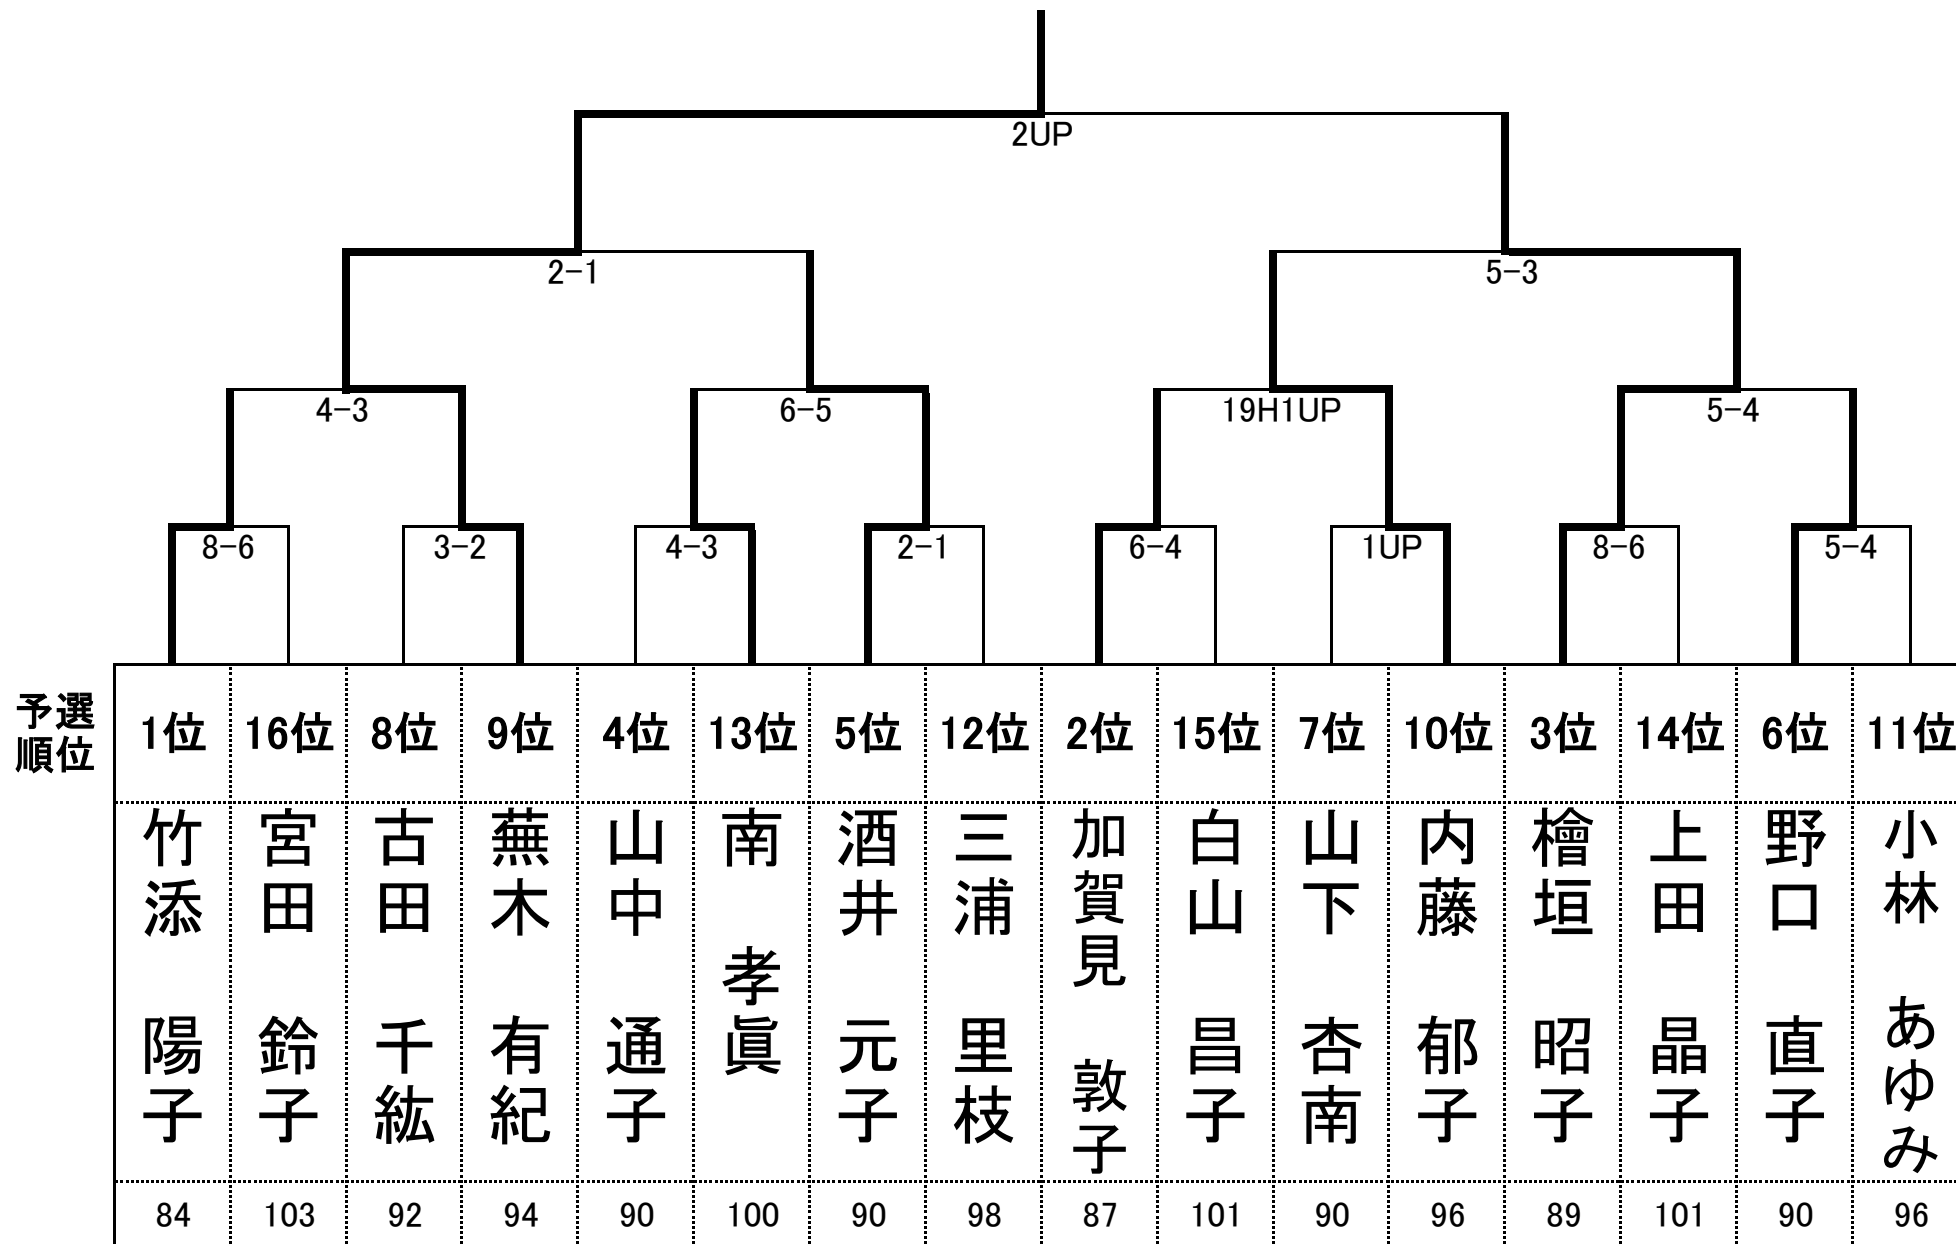 2UP
2-1
5-3
4-3
6-5
19H1UP
5-4
8-6
3-2
4-3
2-1
6-4
1UP
8-6
5-4
予選
順位
1位 16位 8位 9位 4位 13位 5位 12位 2位 15位 7位 10位 3位 14位 6位 11位
竹添 陽子
宮田 鈴子
古田 千紘
蕪木 有紀
山中 通子
南 孝眞
酒井 元子
三浦 里枝
加賀見 敦子
白山 昌子
山下 杏南
内藤 郁子
檜垣 昭子
上田 晶子
野口 直子
小林 あゆみ
84 103 92 94 90 100 90 98 87 101 90 96 89 101 90 96